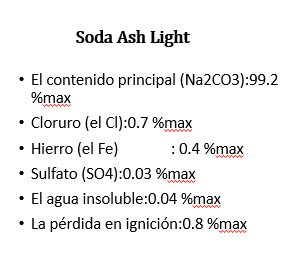 Soda Ash Light
• El contenido principal (Na2CO3):99.2
%max
• Cloruro (el Cl):0.7 %max
• Hierro (el Fe) : 0.4 %max
• Sulfato (SO4):0.03 %max
• El agua insoluble:0.04 %max
• La pérdida en ignición:0.8 %max